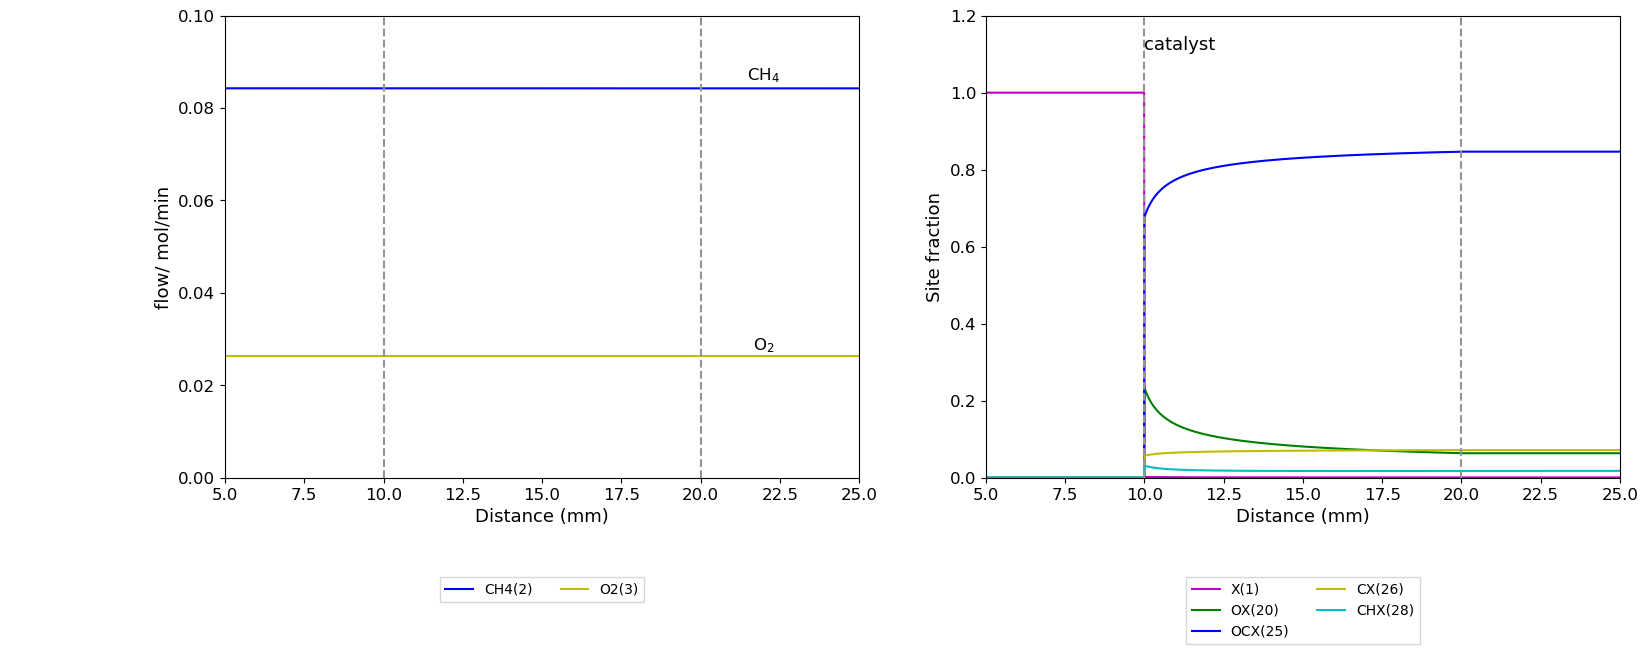 0.10
0.08
0.06
0.04
0.02
0.00
flow/ mol/min
CH4
O2
5.0 7.5 10.0 12.5 15.0 17.5 20.0 22.5 25.0
Distance (mm)
CH4(2) O2(3)
1.2
1.0
0.8
0.6
0.4
0.2
0.0
Site fraction
catalyst
5.0 7.5 10.0 12.5 15.0 17.5 20.0 22.5 25.0
Distance (mm)
X(1) CX(26)
OX(20) CHX(28)
OCX(25)